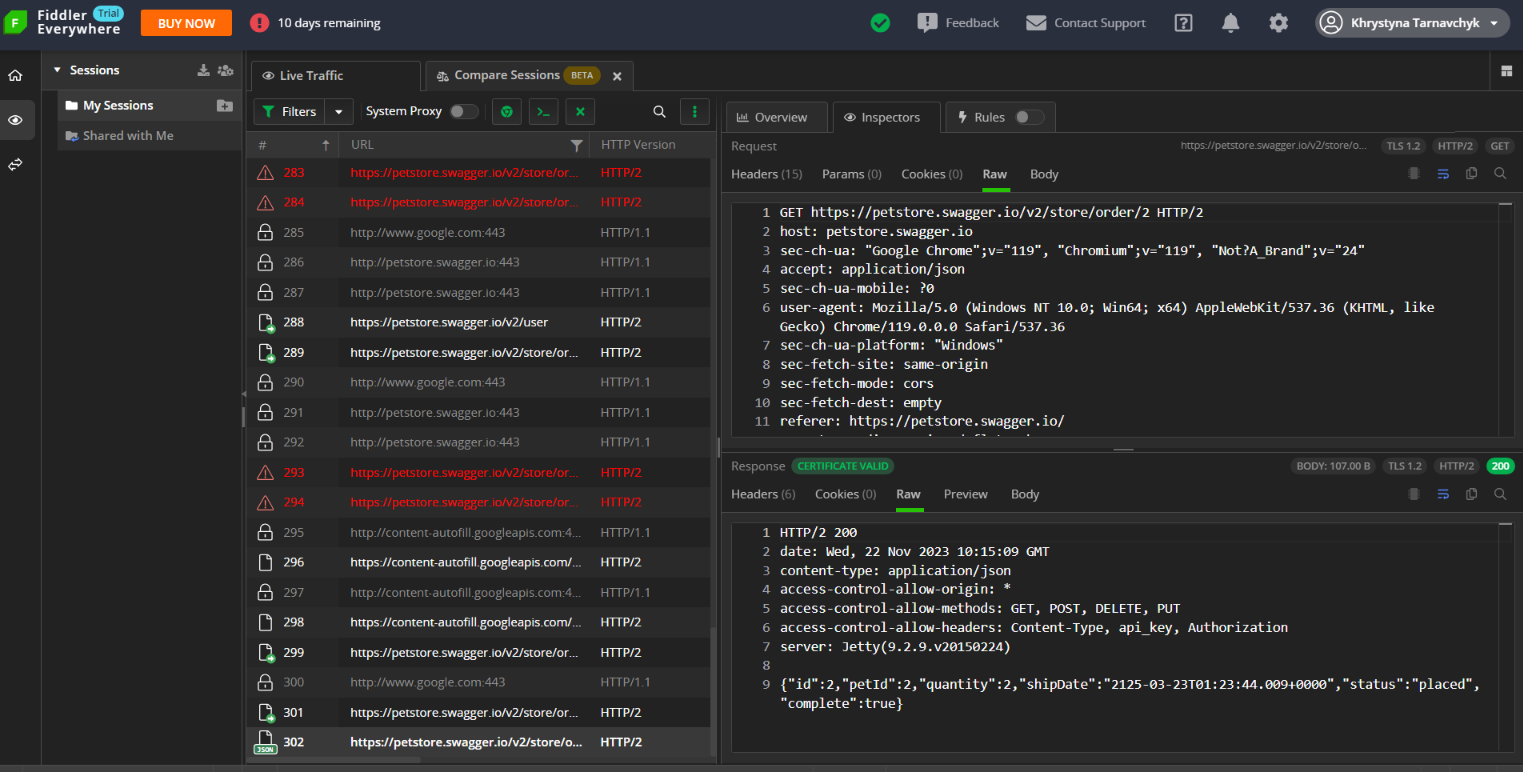 Fiddler Trial
Everywhere
BUY NOW
10 days remaining
Feedback
Contact Support
Khrystyna Tarnavchyk
Sessions
My Sessions
Shared with Me
Live Traffic
Compare Sessions BETA
Filters
System Proxy
# URL HTTP Version
283 https://petstore.swagger.io/v2/store/or... HTTP/2
284 https://petstore.swagger.io/v2/store/or... HTTP/2
285 http://www.google.com:443 HTTP/1.1
286 http://petstore.swagger.io:443 HTTP/1.1
287 http://petstore.swagger.io:443 HTTP/1.1
288 https://petstore.swagger.io/v2/user HTTP/2
289 https://petstore.swagger.io/v2/store/or... HTTP/2
290 http://www.google.com:443 HTTP/1.1
291 http://petstore.swagger.io:443 HTTP/1.1
292 http://petstore.swagger.io:443 HTTP/1.1
293 https://petstore.swagger.io/v2/store/or... HTTP/2
294 https://petstore.swagger.io/v2/store/or... HTTP/2
295 http://content-autofill.googleapis.com:4... HTTP/1.1
296 https://content-autofill.googleapis.com/... HTTP/2
297 http://content-autofill.googleapis.com:4... HTTP/1.1
298 https://content-autofill.googleapis.com/... HTTP/2
299 https://petstore.swagger.io/v2/store/or... HTTP/2
300 http://www.google.com:443 HTTP/1.1
301 https://petstore.swagger.io/v2/store/or... HTTP/2
JSON 302 https://petstore.swagger.io/v2/store/o... HTTP/2
Overview
Inspectors
Rules
Request https://petstore.swagger.io/v2/store/o... TLS 1.2 HTTP/2 GET
Headers (15) Params (0) Cookies (0) Raw Body
1 GET https://petstore.swagger.io/v2/store/order/2 HTTP/2
2 host: petstore.swagger.io
3 sec-ch-ua: "Google Chrome";v="119", "Chromium";v="119", "Not?A_Brand";v="24"
4 accept: application/json
5 sec-ch-ua-mobile: ?0
6 user-agent: Mozilla/5.0 (Windows NT 10.0; Win64; x64) AppleWebKit/537.36 (KHTML, like
Gecko) Chrome/119.0.0.0 Safari/537.36
7 sec-ch-ua-platform: "Windows"
8 sec-fetch-site: same-origin
9 sec-fetch-mode: cors
10 sec-fetch-dest: empty
11 referer: https://petstore.swagger.io/
Response CERTIFICATE VALID BODY: 107.00 B TLS 1.2 HTTP/2 200
Headers (6) Cookies (0) Raw Preview Body
1 HTTP/2 200
2 date: Wed, 22 Nov 2023 10:15:09 GMT
3 content-type: application/json
4 access-control-allow-origin: *
5 access-control-allow-methods: GET, POST, DELETE, PUT
6 access-control-allow-headers: Content-Type, api_key, Authorization
7 server: Jetty(9.2.9.v20150224)
8
9 {"id":2,"petId":2,"quantity":2,"shipDate":"2125-03-23T01:23:44.009+0000","status":"placed",
"complete":true}